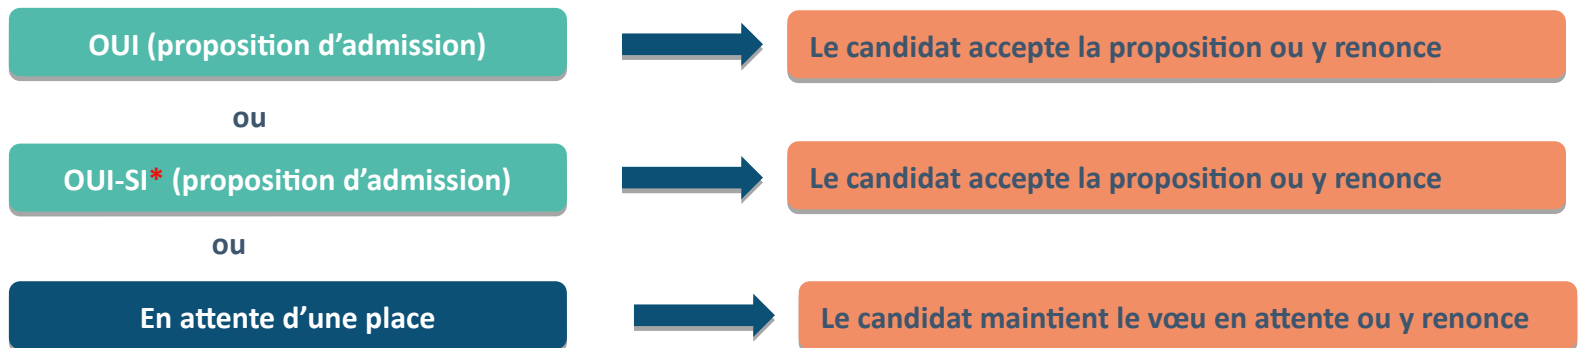 OUI (proposition d’admission)
Le candidat accepte la proposition ou y renonce
ou
OUI-SI* (proposition d’admission)
Le candidat accepte la proposition ou y renonce
ou
En attente d’une place
Le candidat maintient le vœu en attente ou y renonce